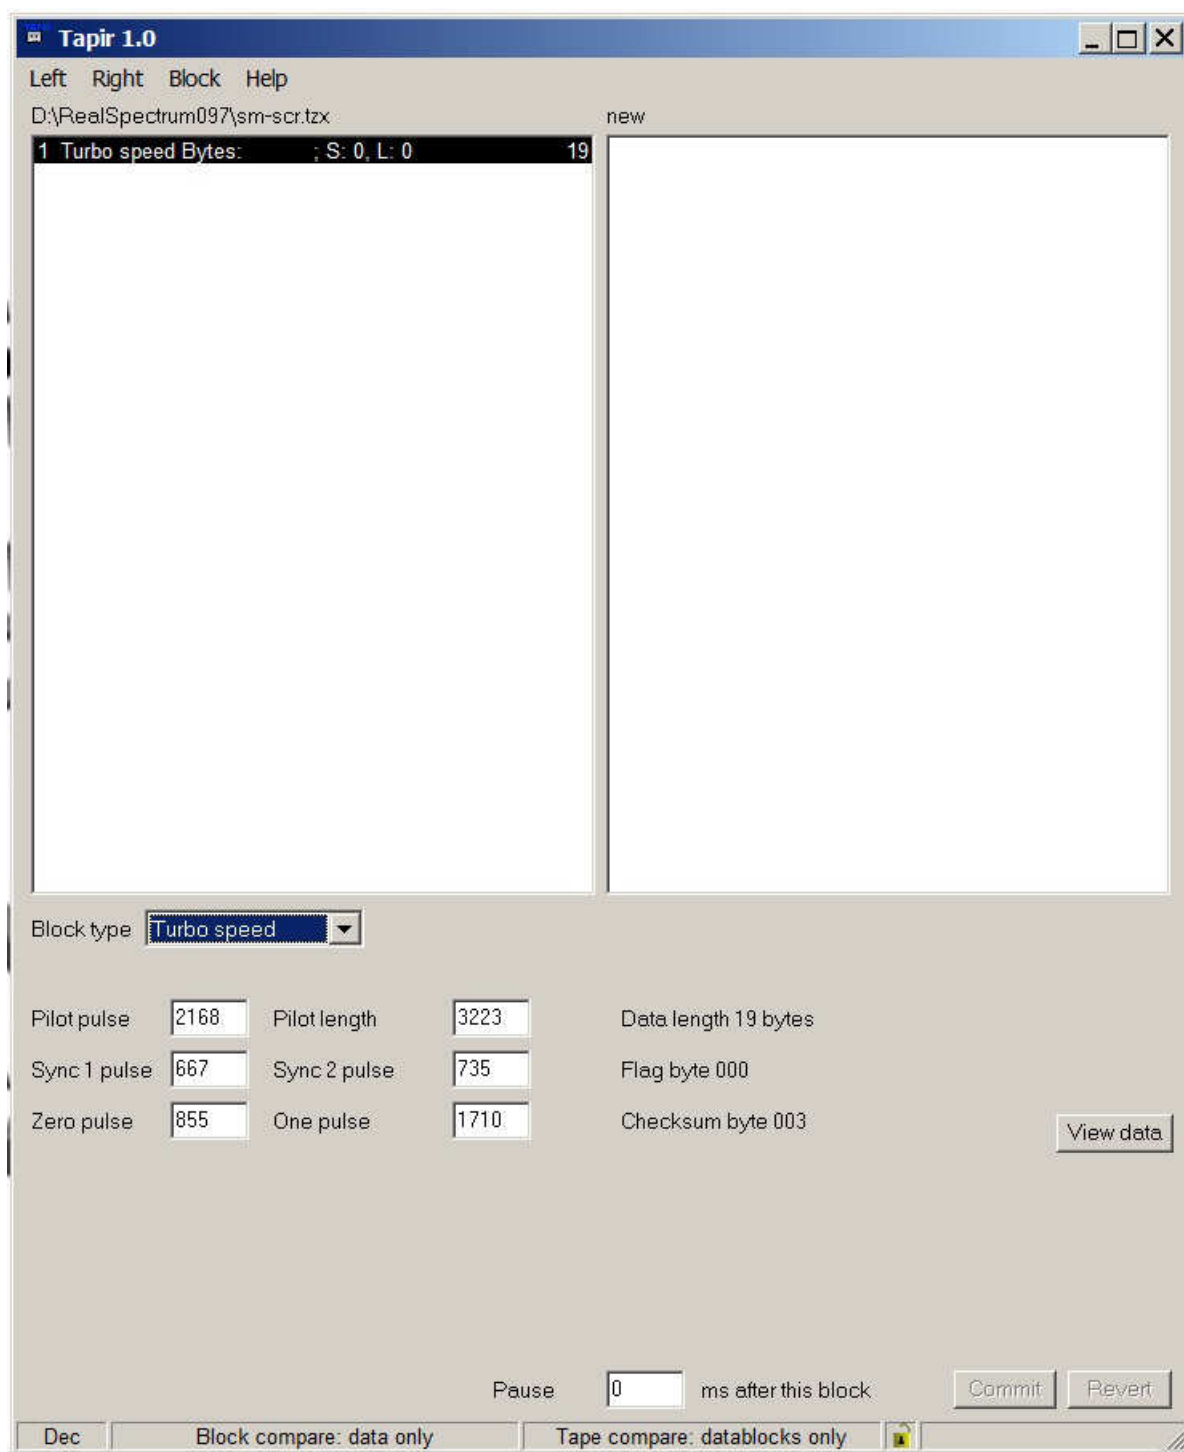 Tapir 1.0
Left Right Block Help
D:\RealSpectrum097\sm-scr.tzx new
1 Turbo speed Bytes: ; S: 0, L: 0 19
Block type Turbo speed
Pilot pulse 2168 Pilot length 3223 Data length 19 bytes
Sync 1 pulse 667 Sync 2 pulse 735 Flag byte 000
Zero pulse 855 One pulse 1710 Checksum byte 003
View data
Pause 0 ms after this block Commit Revert
Dec Block compare: data only Tape compare: datablocks only